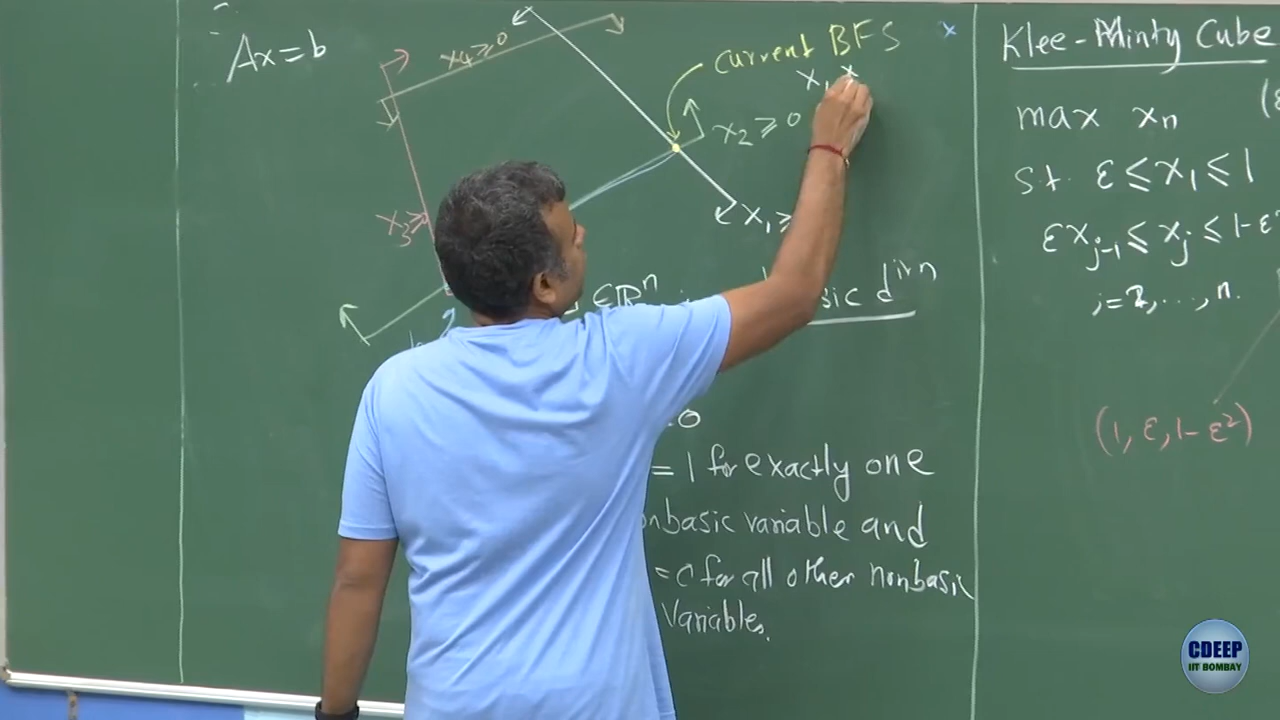 Ax=b
x₄≥0
current BFS
x
x₁ x
x₂ ≥ 0
x₃≥
x₁≥
∈ℝⁿ
sic dirⁿ
0
= 1 for exactly one
nbasic variable and
= 0 for all other nonbasic
variables.
Klee-Minty Cube
max xₙ
s.t. ε ≤ x₁ ≤ 1
εxⱼ₋₁ ≤ xⱼ ≤ 1-ε
j=2,...,n.
(1, ε, 1-ε²)
CDEEP
IIT BOMBAY